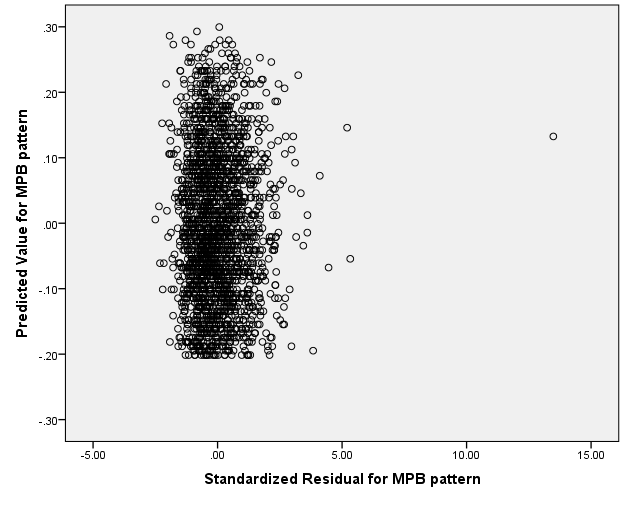 .30
.20
.10
.00
-.10
-.20
-.30
Predicted Value for MPB pattern
-5.00 .00 5.00 10.00 15.00
Standardized Residual for MPB pattern